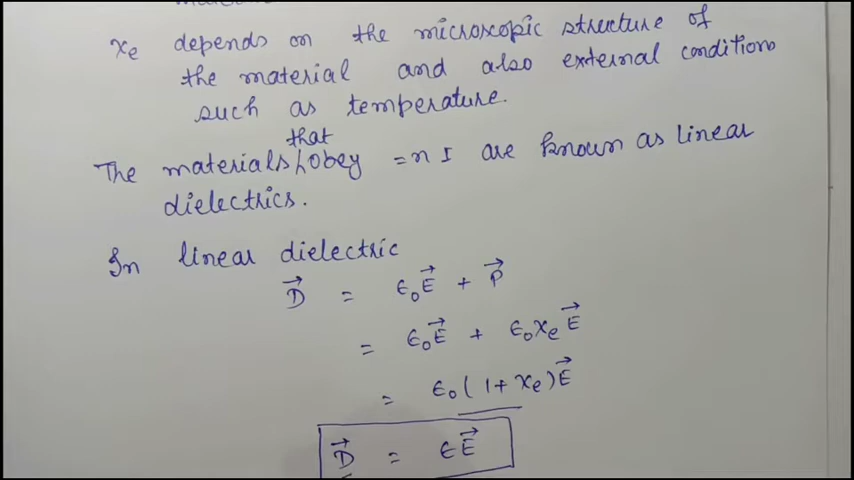 χe depends on the microscopic structure of
the material and also external conditions
such as temperature.
that
The materials obey =n I are known as linear
dielectrics.
In linear dielectric
D⃗ = ϵ₀E⃗ + P⃗
= ϵ₀E⃗ + ϵ₀χeE⃗
= ϵ₀(1+χe)E⃗
D⃗ = ϵE⃗